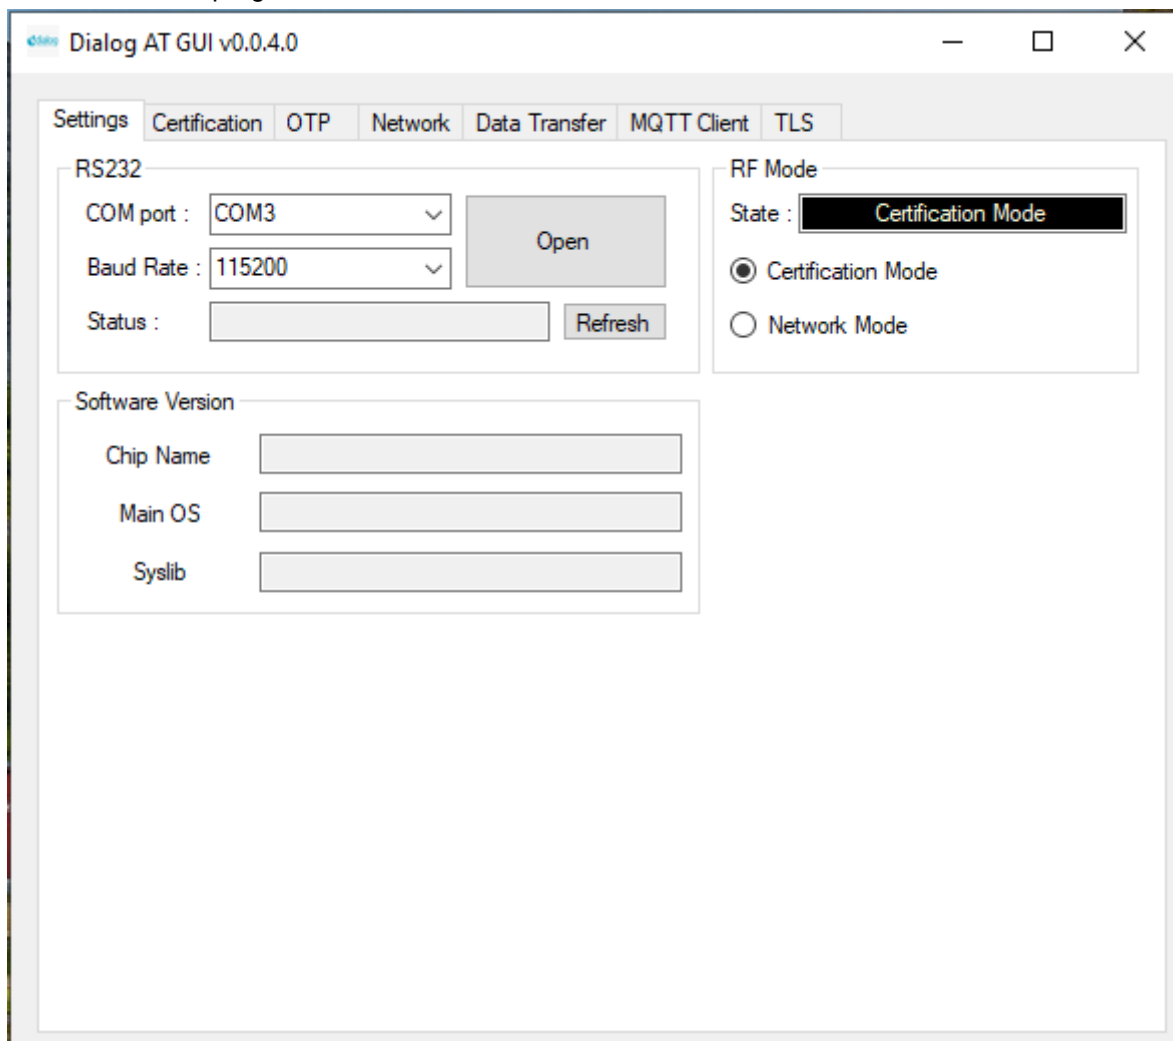 Dialog AT GUI v0.0.4.0
Settings Certification OTP Network Data Transfer MQTT Client TLS
RS232
COM port : COM3
Open
Baud Rate : 115200
Status :
Refresh
RF Mode
State : Certification Mode
Certification Mode
Network Mode
Software Version
Chip Name
Main OS
Syslib